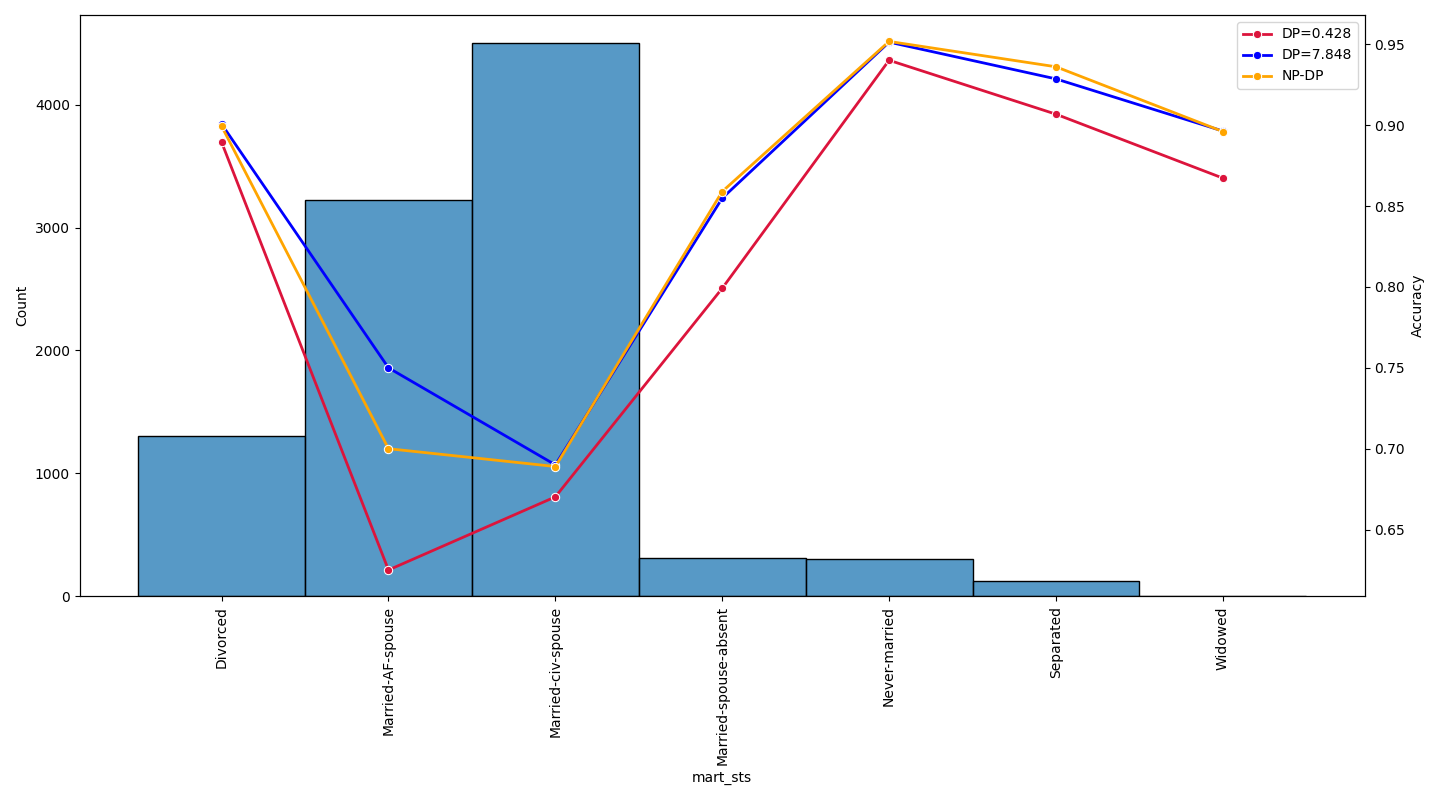 DP=0.428
DP=7.848
NP-DP
4000
3000
2000
1000
0
Count
0.95
0.90
0.85
0.80
0.75
0.70
0.65
Accuracy
Divorced
Married-AF-spouse
Married-civ-spouse
Married-spouse-absent
Never-married
Separated
Widowed
mart_sts